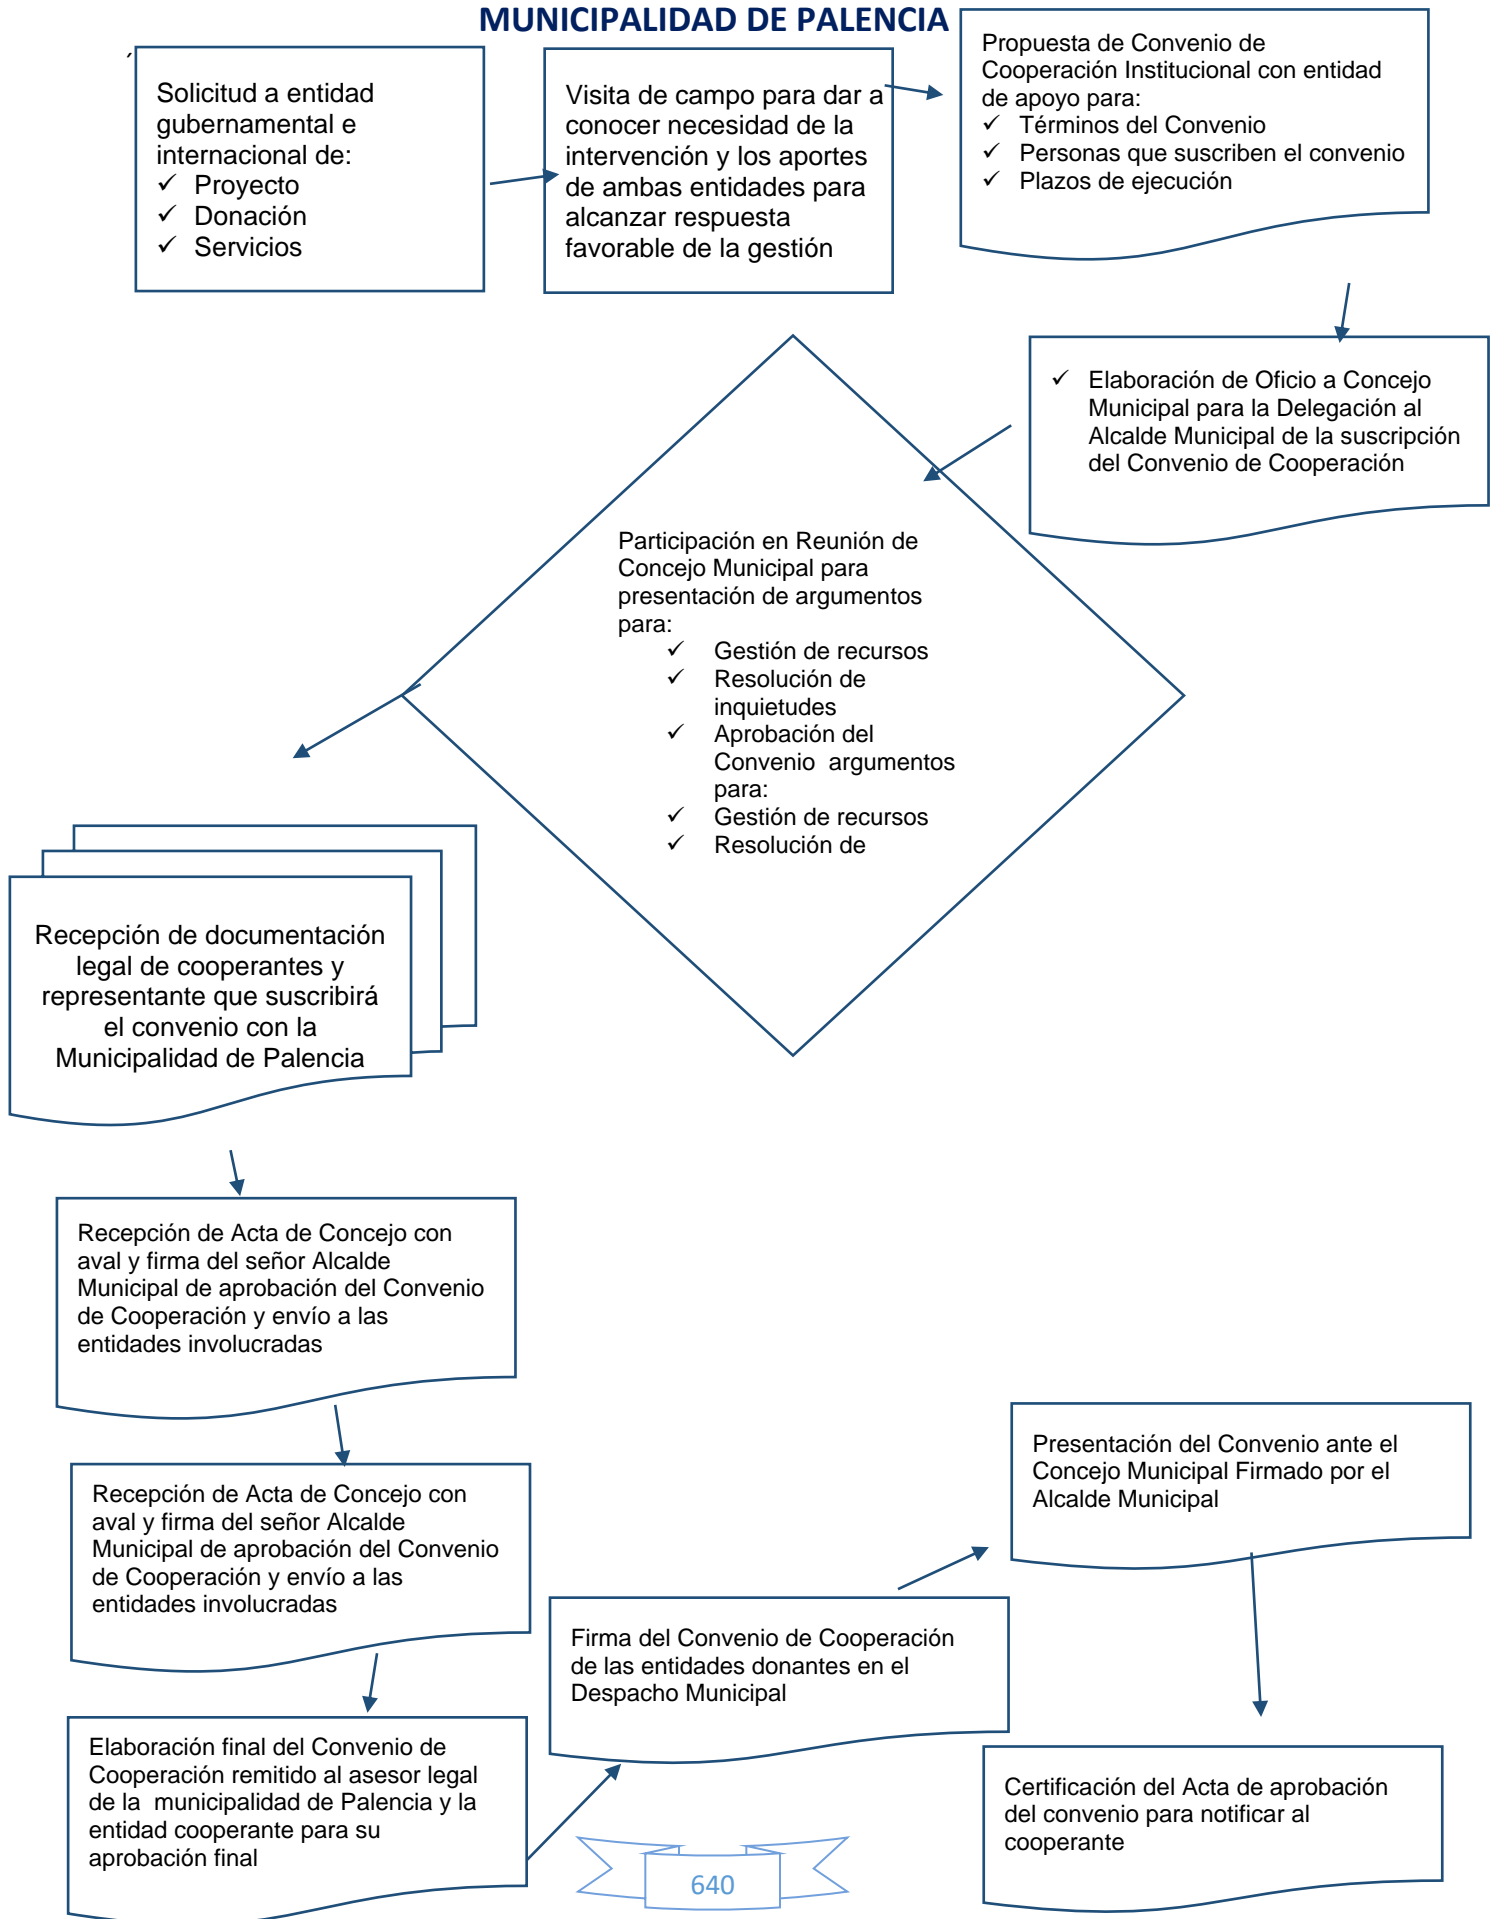 MUNICIPALIDAD DE PALENCIA
Solicitud a entidad
gubernamental e
internacional de:
✓ Proyecto
✓ Donación
✓ Servicios
Visita de campo para dar a
conocer necesidad de la
intervención y los aportes
de ambas entidades para
alcanzar respuesta
favorable de la gestión
Propuesta de Convenio de
Cooperación Institucional con entidad
de apoyo para:
✓ Términos del Convenio
✓ Personas que suscriben el convenio
✓ Plazos de ejecución
✓ Elaboración de Oficio a Concejo
Municipal para la Delegación al
Alcalde Municipal de la suscripción
del Convenio de Cooperación
Participación en Reunión de
Concejo Municipal para
presentación de argumentos
para:
✓ Gestión de recursos
✓ Resolución de
inquietudes
✓ Aprobación del
Convenio argumentos
para:
✓ Gestión de recursos
✓ Resolución de
Recepción de documentación
legal de cooperantes y
representante que suscribirá
el convenio con la
Municipalidad de Palencia
Recepción de Acta de Concejo con
aval y firma del señor Alcalde
Municipal de aprobación del Convenio
de Cooperación y envío a las
entidades involucradas
Recepción de Acta de Concejo con
aval y firma del señor Alcalde
Municipal de aprobación del Convenio
de Cooperación y envío a las
entidades involucradas
Elaboración final del Convenio de
Cooperación remitido al asesor legal
de la municipalidad de Palencia y la
entidad cooperante para su
aprobación final
Firma del Convenio de Cooperación
de las entidades donantes en el
Despacho Municipal
Presentación del Convenio ante el
Concejo Municipal Firmado por el
Alcalde Municipal
Certificación del Acta de aprobación
del convenio para notificar al
cooperante
640